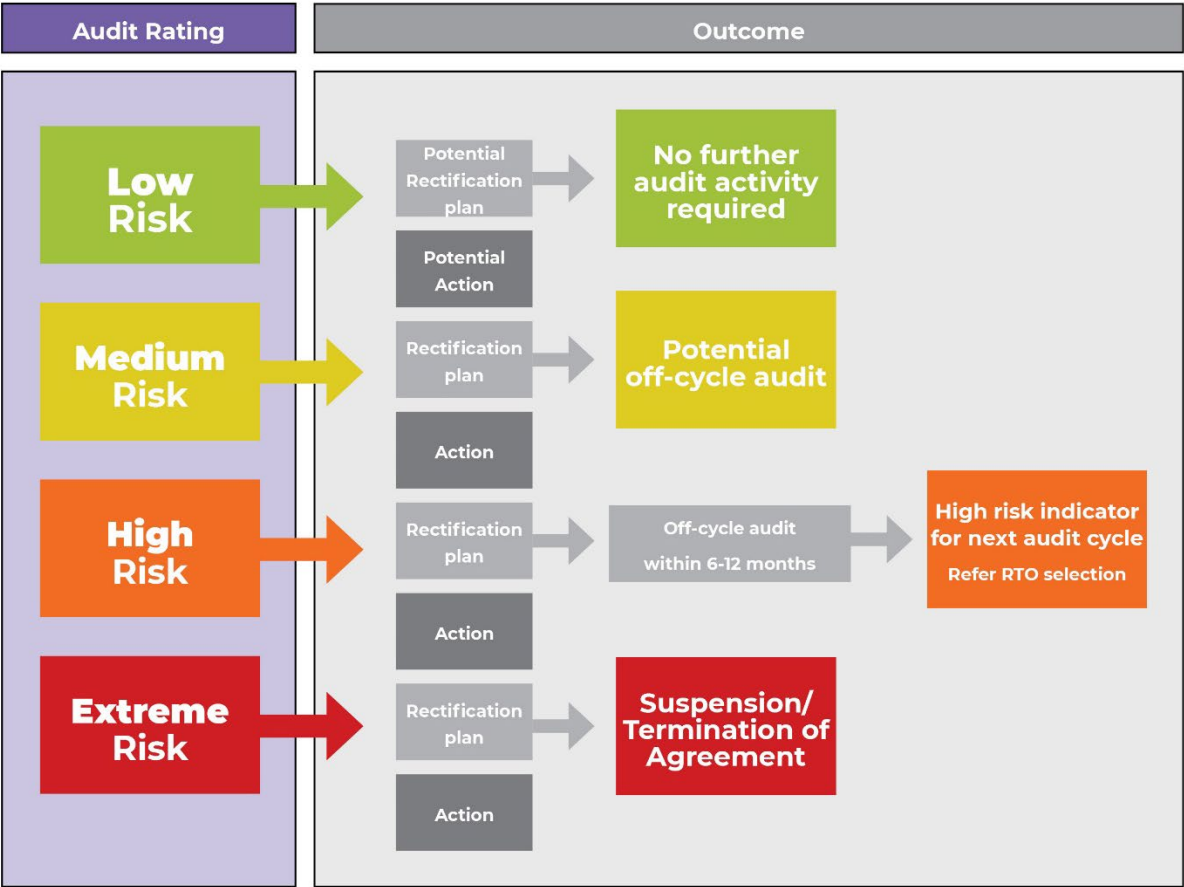 Audit Rating
Outcome
Low
Risk
Potential
Rectification
plan
No further
audit activity
required
Potential
Action
Medium
Risk
Rectification
plan
Potential
off-cycle audit
Action
High
Risk
Rectification
plan
Off-cycle audit
within 6-12 months
High risk indicator
for next audit cycle
Refer RTO selection
Action
Extreme
Risk
Rectification
plan
Suspension/
Termination of
Agreement
Action